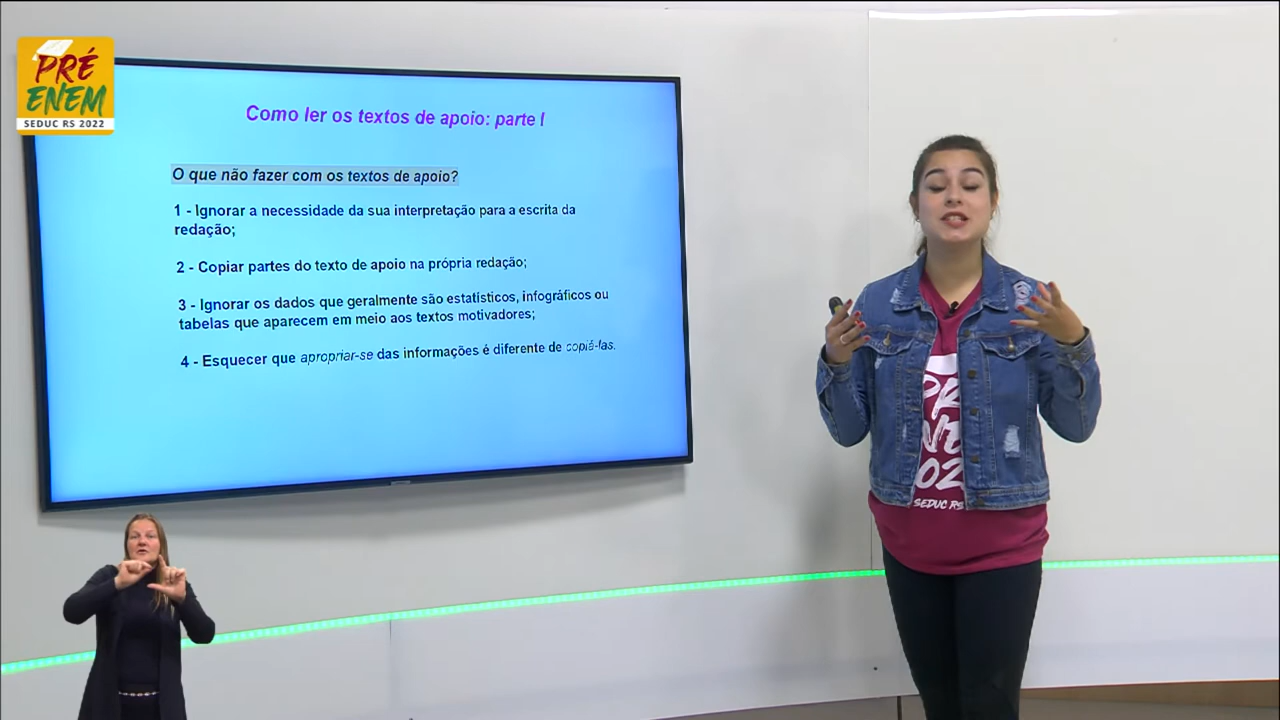 PRÉ
ENEM
SEDUC RS 2022
Como ler os textos de apoio: parte I
O que não fazer com os textos de apoio?
1 - Ignorar a necessidade da sua interpretação para a escrita da
redação;
2 - Copiar partes do texto de apoio na própria redação;
3 - Ignorar os dados que geralmente são estatísticos, infográficos ou
tabelas que aparecem em meio aos textos motivadores;
4 - Esquecer que apropriar-se das informações é diferente de copiá-las.
SEDUC RS